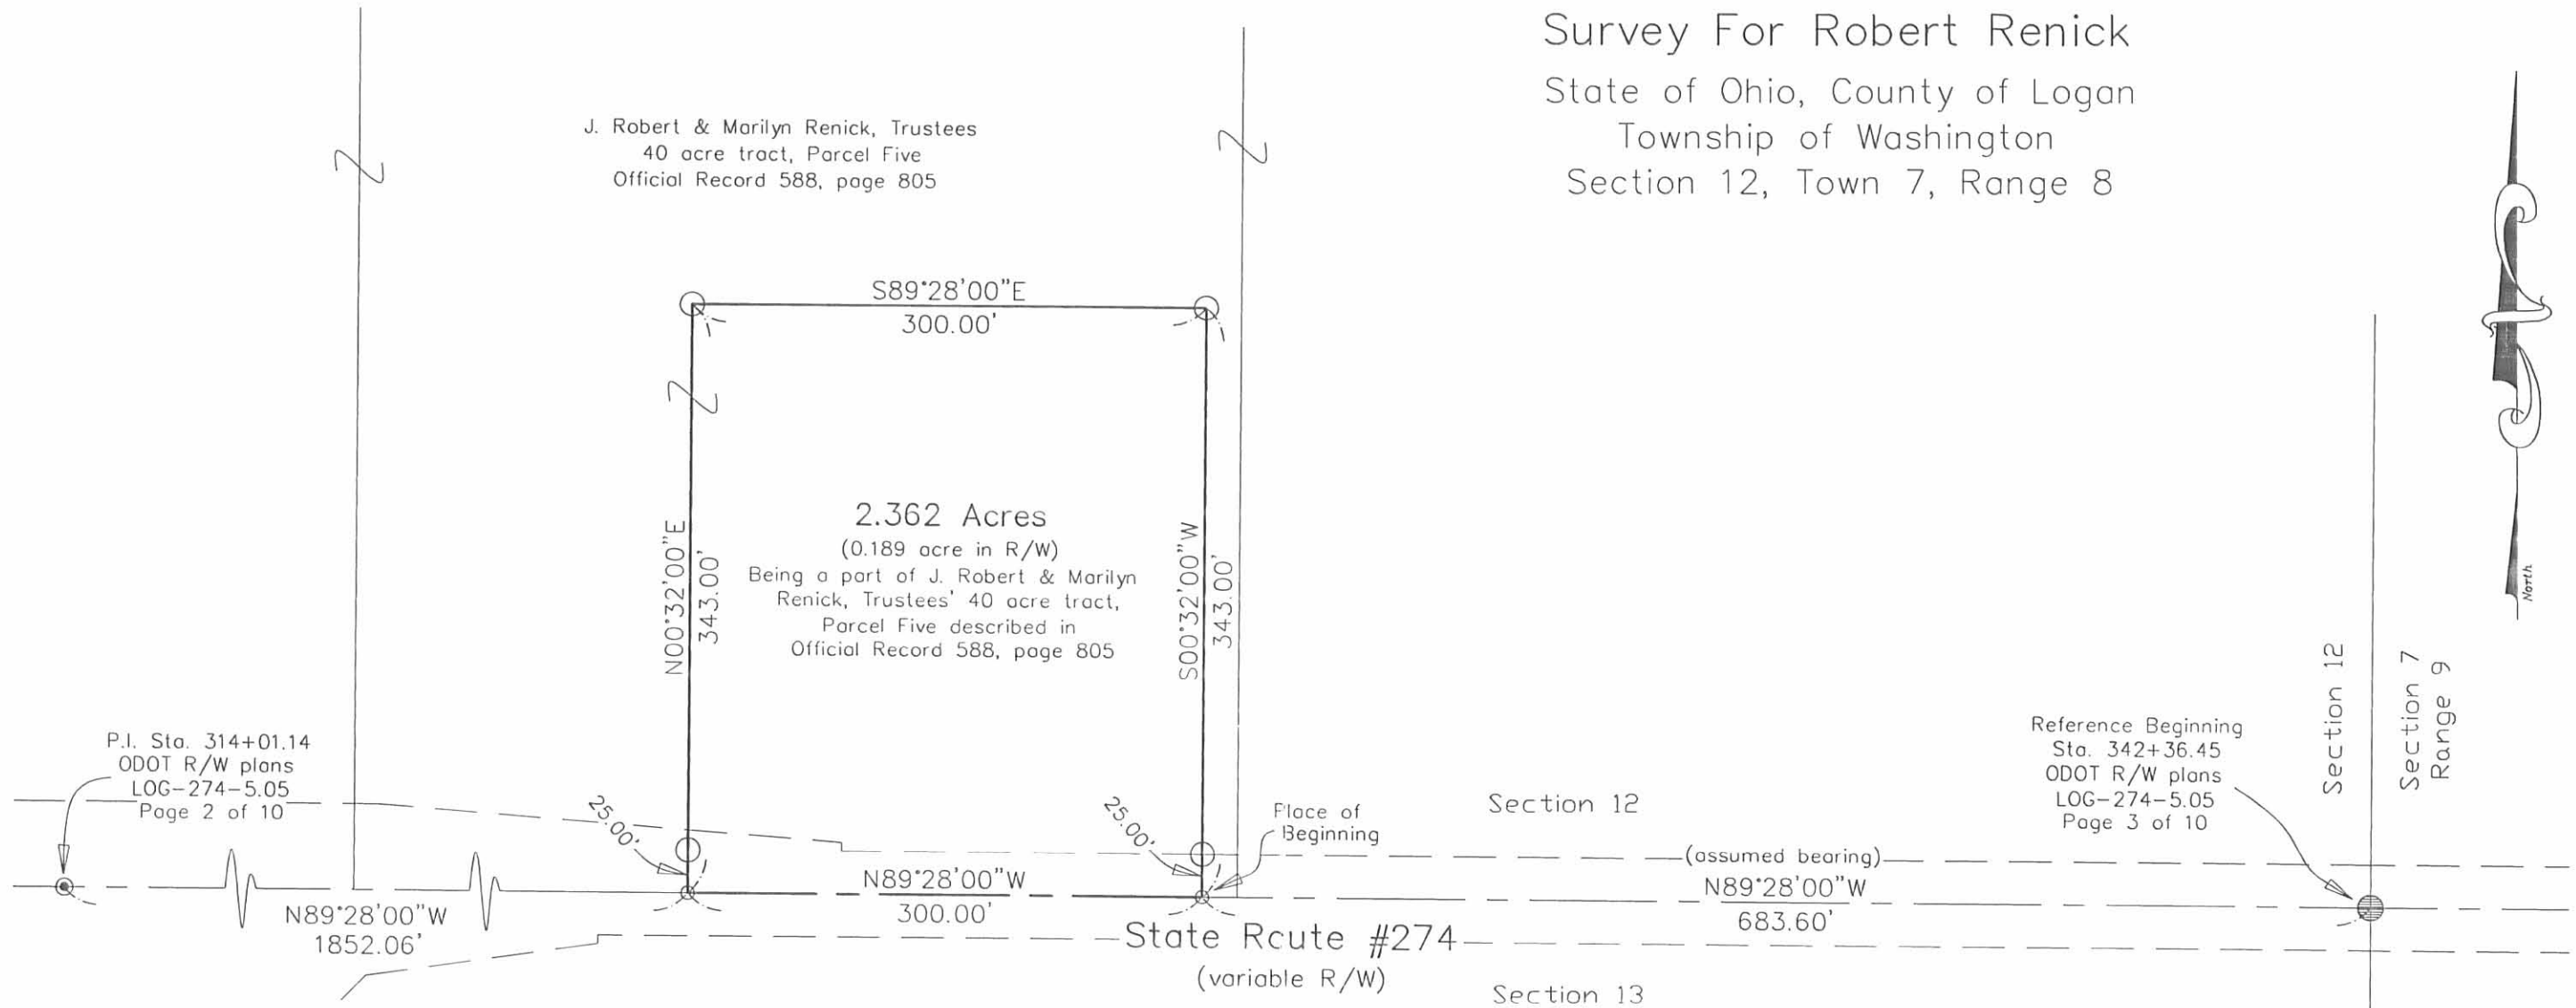 Survey For Robert Renick
State of Ohio, County of Logan
Township of Washington
Section 12, Town 7, Range 8
J. Robert & Marilyn Renick, Trustees
40 acre tract, Parcel Five
Official Record 588, page 805
S89°28'00"E
300.00'
N00°32'00"E
343.00'
2.362 Acres
(0.189 acre in R/W)
Being a part of J. Robert & Marilyn
Renick, Trustees' 40 acre tract,
Parcel Five described in
Official Record 588, page 805
S00°32'00"W
343.00'
North
Section 12
Section 7
Range 9
P.I. Sta. 314+01.14
ODOT R/W plans
LOG-274-5.05
Page 2 of 10
25.00'
25.00'
Place of
Beginning
Section 12
Reference Beginning
Sta. 342+36.45
ODOT R/W plans
LOG-274-5.05
Page 3 of 10
(assumed bearing)
N89°28'00"W
1852.06'
N89°28'00"W
300.00'
N89°28'00"W
683.60'
State Route #274
(variable R/W)
Section 13